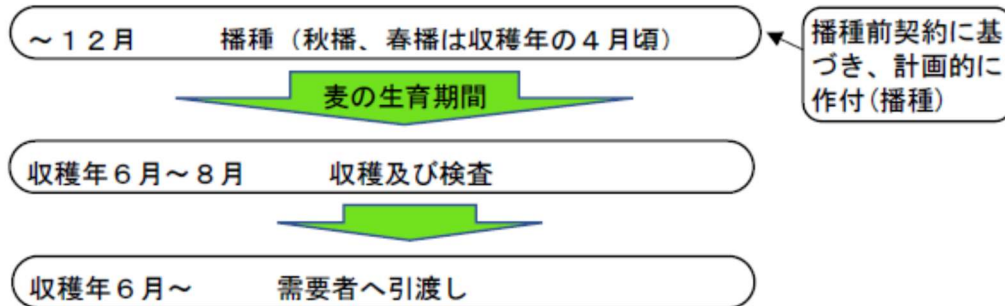 ～１２月　　播種（秋播、春播は収穫年の４月頃）
播種前契約に基
づき、計画的に
作付(播種)
麦の生育期間
収穫年６月～８月　　収穫及び検査
収穫年６月～　　需要者へ引渡し